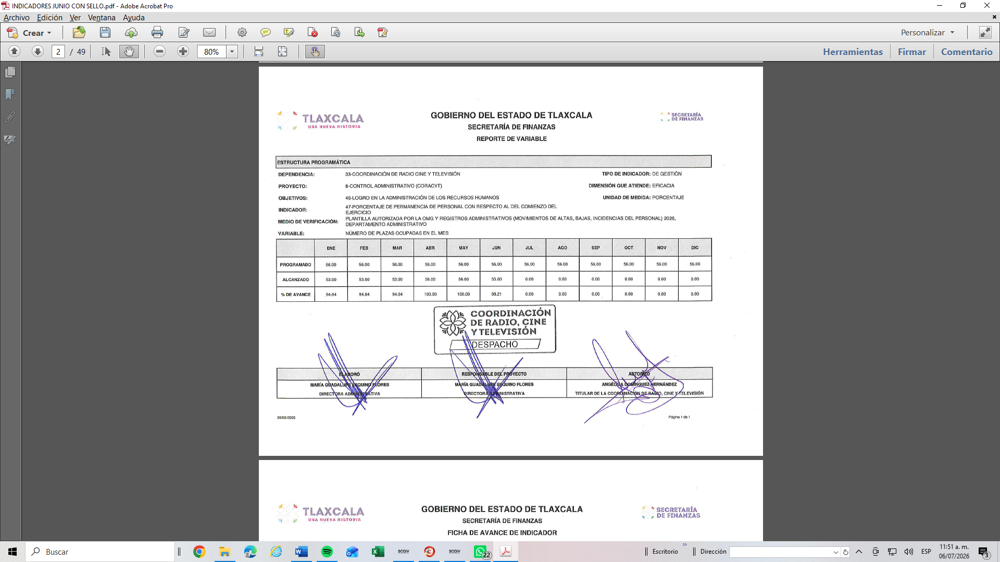 INDICADORES JUNIO CON SELLO.pdf - Adobe Acrobat Pro
Archivo Edición Ver Ventana Ayuda
Crear Personalizar
2 / 49 80% Herramientas Firmar Comentario
TLAXCALA
UNA NUEVA HISTORIA
GOBIERNO DEL ESTADO DE TLAXCALA
SECRETARÍA DE FINANZAS
REPORTE DE VARIABLE
SECRETARÍA
DE FINANZAS
ESTRUCTURA PROGRAMÁTICA
DEPENDENCIA: 33-COORDINACIÓN DE RADIO CINE Y TELEVISIÓN TIPO DE INDICADOR: DE GESTIÓN
PROYECTO: 8-CONTROL ADMINISTRATIVO (CORACYT) DIMENSIÓN QUE ATIENDE: EFICACIA
OBJETIVOS: 46-LOGRO EN LA ADMINISTRACIÓN DE LOS RECURSOS HUMANOS UNIDAD DE MEDIDA: PORCENTAJE
INDICADOR: 47-PORCENTAJE DE PERMANENCIA DE PERSONAL CON RESPECTO AL DEL COMIENZO DEL
EJERCICIO
MEDIO DE VERIFICACIÓN: PLANTILLA AUTORIZADA POR LA OMG Y REGISTROS ADMINISTRATIVOS (MOVIMIENTOS DE ALTAS, BAJAS, INCIDENCIAS DEL PERSONAL) 2026,
DEPARTAMENTO ADMINISTRATIVO
VARIABLE: NÚMERO DE PLAZAS OCUPADAS EN EL MES
ENE FEB MAR ABR MAY JUN JUL AGO SEP OCT NOV DIC
PROGRAMADO 56.00 56.00 56.00 56.00 56.00 56.00 56.00 56.00 56.00 56.00 56.00 56.00
ALCANZADO 53.00 53.00 53.00 56.00 56.00 55.00 0.00 0.00 0.00 0.00 0.00 0.00
% DE AVANCE 94.64 94.64 94.64 100.00 100.00 98.21 0.00 0.00 0.00 0.00 0.00 0.00
COORDINACIÓN
DE RADIO, CINE
Y TELEVISIÓN
DESPACHO
ELABORÓ RESPONSABLE DEL PROYECTO AUTORIZO
MARÍA GUADALUPE ESQUINO FLORES MARÍA GUADALUPE ESQUINO FLORES ANGÉLICA DOMÍNGUEZ HERNÁNDEZ
DIRECTORA ADMINISTRATIVA DIRECTORA ADMINISTRATIVA TITULAR DE LA COORDINACIÓN DE RADIO, CINE Y TELEVISIÓN
30/06/2026 Página 1 de 1
TLAXCALA
UNA NUEVA HISTORIA
GOBIERNO DEL ESTADO DE TLAXCALA
SECRETARÍA DE FINANZAS
FICHA DE AVANCE DE INDICADOR
SECRETARÍA
DE FINANZAS
Buscar
SCGIV
SCGIV
22
Escritorio
Dirección
ESP
11:51 a. m.
06/07/2026
3